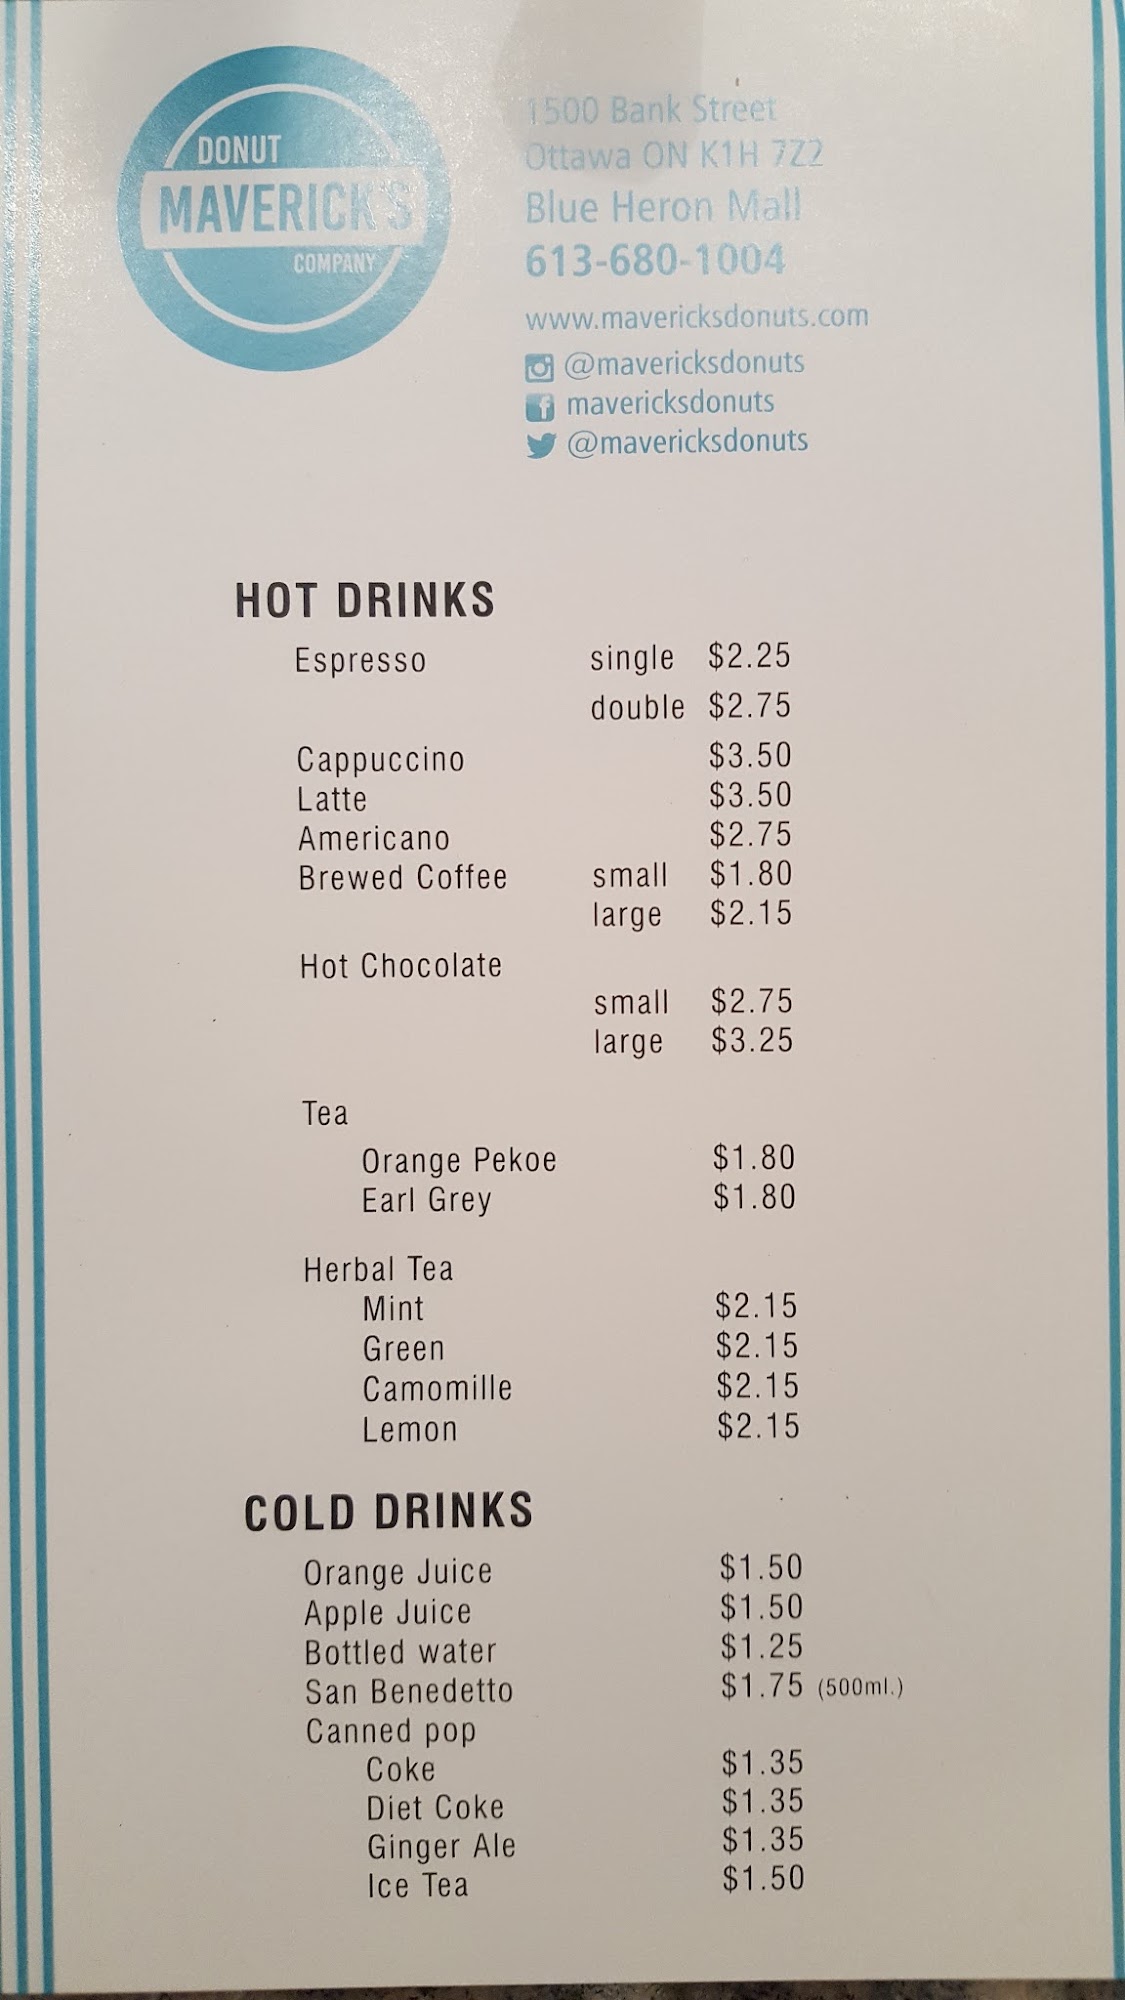 DONUT
MAVERICK'S
COMPANY
1500 Bank Street
Ottawa ON K1H 7Z2
Blue Heron Mall
613-680-1004
www.mavericksdonuts.com
@mavericksdonuts
f mavericksdonuts
@mavericksdonuts
HOT DRINKS
Espresso single $2.25
double $2.75
Cappuccino $3.50
Latte $3.50
Americano $2.75
Brewed Coffee small $1.80
large $2.15
Hot Chocolate
small $2.75
large $3.25
Tea
Orange Pekoe $1.80
Earl Grey $1.80
Herbal Tea
Mint $2.15
Green $2.15
Camomille $2.15
Lemon $2.15
COLD DRINKS
Orange Juice $1.50
Apple Juice $1.50
Bottled water $1.25
San Benedetto $1.75 (500ml.)
Canned pop
Coke $1.35
Diet Coke $1.35
Ginger Ale $1.35
Ice Tea $1.50